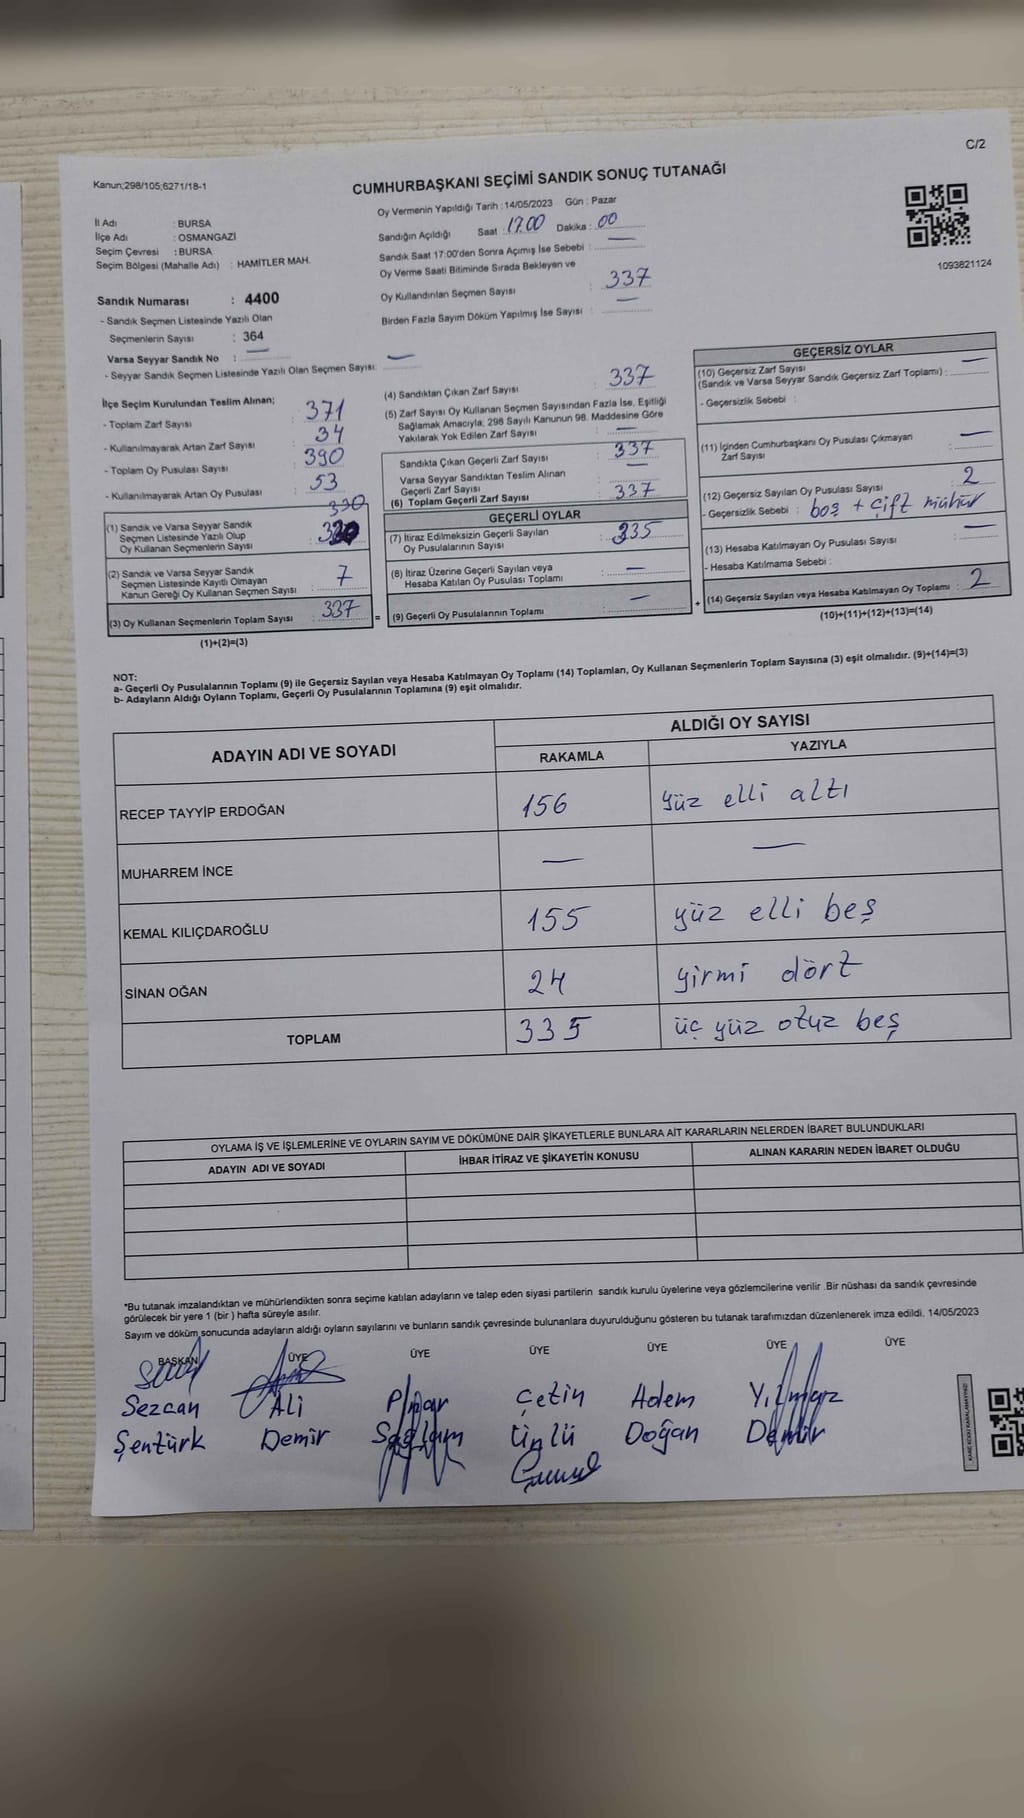 C/2
Kanun;298/105;6271/18-1
CUMHURBAŞKANI SEÇİMİ SANDIK SONUÇ TUTANAĞI
İl Adı : BURSA
İlçe Adı : OSMANGAZİ
Seçim Çevresi : BURSA
Seçim Bölgesi (Mahalle Adı) : HAMİTLER MAH.
Sandık Numarası : 4400
- Sandık Seçmen Listesinde Yazılı Olan
Seçmenlerin Sayısı : 364
Varsa Seyyar Sandık No : —
- Seyyar Sandık Seçmen Listesinde Yazılı Olan Seçmen Sayısı: —
Oy Vermenin Yapıldığı Tarih : 14/05/2023 Gün : Pazar
Sandığın Açıldığı Saat : 17.00 Dakika : 00
Sandık Saat 17:00'den Sonra Açımış İse Sebebi : —
Oy Verme Saati Bitiminde Sırada Bekleyen ve
Oy Kullandırılan Seçmen Sayısı : 337
Birden Fazla Sayım Döküm Yapılmış İse Sayısı : —
1093821124
İlçe Seçim Kurulundan Teslim Alınan;
- Toplam Zarf Sayısı : 371
- Kullanılmayarak Artan Zarf Sayısı : 34
- Toplam Oy Pusulası Sayısı : 390
- Kullanılmayarak Artan Oy Pusulası : 53
330
(1) Sandık ve Varsa Seyyar Sandık
Seçmen Listesinde Yazılı Olup
Oy Kullanan Seçmenlerin Sayısı :
(2) Sandık ve Varsa Seyyar Sandık
Seçmen Listesinde Kayıtlı Olmayan
Kanun Gereği Oy Kullanan Seçmen Sayısı : 7
(3) Oy Kullanan Seçmenlerin Toplam Sayısı : 337
(1)+(2)=(3)
(4) Sandıktan Çıkan Zarf Sayısı : 337
(5) Zarf Sayısı Oy Kullanan Seçmen Sayısından Fazla İse, Eşitliği
Sağlamak Amacıyla, 298 Sayılı Kanunun 98. Maddesine Göre
Yakılarak Yok Edilen Zarf Sayısı : —
Sandıkta Çıkan Geçerli Zarf Sayısı : 337
Varsa Seyyar Sandıktan Teslim Alınan
Geçerli Zarf Sayısı : —
(6) Toplam Geçerli Zarf Sayısı : 337
GEÇERLİ OYLAR
(7) İtiraz Edilmeksizin Geçerli Sayılan
Oy Pusulalarının Sayısı : 335
(8) İtiraz Üzerine Geçerli Sayılan veya
Hesaba Katılan Oy Pusulası Toplamı : —
= (9) Geçerli Oy Pusulalarının Toplamı : — +
GEÇERSİZ OYLAR
(10) Geçersiz Zarf Sayısı
(Sandık ve Varsa Seyyar Sandık Geçersiz Zarf Toplamı) : —
- Geçersizlik Sebebi :
(11) İçinden Cumhurbaşkanı Oy Pusulası Çıkmayan
Zarf Sayısı : —
(12) Geçersiz Sayılan Oy Pusulası Sayısı : 2
- Geçersizlik Sebebi : boş + çift mühür
(13) Hesaba Katılmayan Oy Pusulası Sayısı : —
- Hesaba Katılmama Sebebi :
(14) Geçersiz Sayılan veya Hesaba Katılmayan Oy Toplamı : 2
(10)+(11)+(12)+(13)=(14)
NOT:
a- Geçerli Oy Pusulalarının Toplamı (9) ile Geçersiz Sayılan veya Hesaba Katılmayan Oy Toplamı (14) Toplamları, Oy Kullanan Seçmenlerin Toplam Sayısına (3) eşit olmalıdır. (9)+(14)=(3)
b- Adayların Aldığı Oyların Toplamı, Geçerli Oy Pusulalarının Toplamına (9) eşit olmalıdır.
ADAYIN ADI VE SOYADI ALDIĞI OY SAYISI
RAKAMLA YAZIYLA
RECEP TAYYİP ERDOĞAN 156 yüz elli altı
MUHARREM İNCE — —
KEMAL KILIÇDAROĞLU 155 yüz elli beş
SİNAN OĞAN 24 yirmi dört
TOPLAM 335 üç yüz otuz beş
OYLAMA İŞ VE İŞLEMLERİNE VE OYLARIN SAYIM VE DÖKÜMÜNE DAİR ŞİKAYETLERLE BUNLARA AİT KARARLARIN NELERDEN İBARET BULUNDUKLARI
ADAYIN ADI VE SOYADI İHBAR İTİRAZ VE ŞİKAYETİN KONUSU ALINAN KARARIN NEDEN İBARET OLDUĞU
*Bu tutanak imzalandıktan ve mühürlendikten sonra seçime katılan adayların ve talep eden siyasi partilerin sandık kurulu üyelerine veya gözlemcilerine verilir .Bir nüshası da sandık çevresinde
görülecek bir yere 1 (bir ) hafta süreyle asılır.
Sayım ve döküm sonucunda adayların aldığı oyların sayılarını ve bunların sandık çevresinde bulunanlara duyurulduğunu gösteren bu tutanak tarafımızdan düzenlenerek imza edildi. 14/05/2023
BAŞKAN ÜYE ÜYE ÜYE ÜYE ÜYE ÜYE
Sezcan Ali Pınar Çetin Adem Yılmaz
Şentürk Demir Sağlam Ünlü Doğan Demir